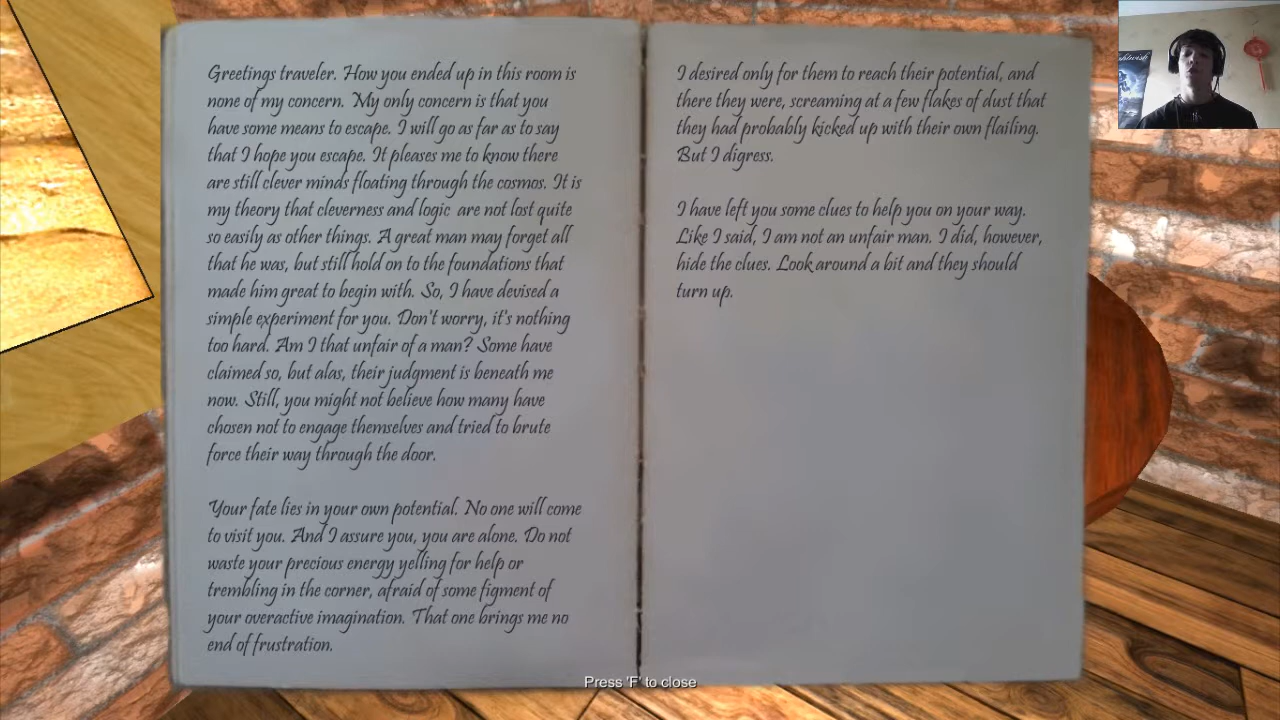 Greetings traveler. How you ended up in this room is
none of my concern. My only concern is that you
have some means to escape. I will go as far as to say
that I hope you escape. It pleases me to know there
are still clever minds floating through the cosmos. It is
my theory that cleverness and logic are not lost quite
so easily as other things. A great man may forget all
that he was, but still hold on to the foundations that
made him great to begin with. So, I have devised a
simple experiment for you. Don't worry, it's nothing
too hard. Am I that unfair of a man? Some have
claimed so, but alas, their judgment is beneath me
now. Still, you might not believe how many have
chosen not to engage themselves and tried to brute
force their way through the door.
Your fate lies in your own potential. No one will come
to visit you. And I assure you, you are alone. Do not
waste your precious energy yelling for help or
trembling in the corner, afraid of some figment of
your overactive imagination. That one brings me no
end of frustration.
I desired only for them to reach their potential, and
there they were, screaming at a few flakes of dust that
they had probably kicked up with their own flailing.
But I digress.
I have left you some clues to help you on your way.
Like I said, I am not an unfair man. I did, however,
hide the clues. Look around a bit and they should
turn up.
Press 'F' to close